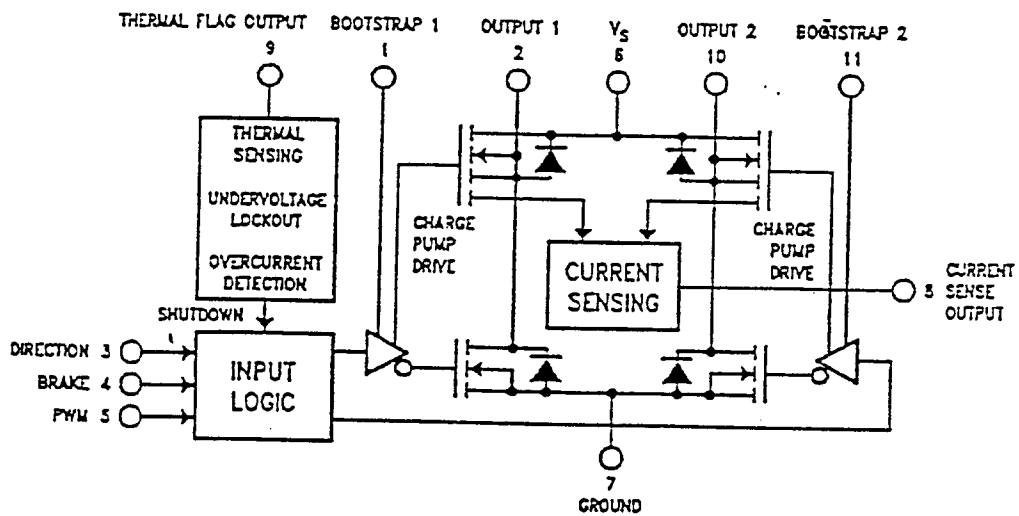 THERMAL FLAG OUTPUT
9
BOOTSTRAP 1
1
OUTPUT 1
2
VS
6
OUTPUT 2
10
BOOTSTRAP 2
11
THERMAL
SENSING
UNDERVOLTAGE
LOCKOUT
OVERCURRENT
DETECTION
CHARGE
PUMP
DRIVE
CURRENT
SENSING
CHARGE
PUMP
DRIVE
8 CURRENT
SENSE
OUTPUT
SHUTDOWN
DIRECTION 3
BRAKE 4
PWM 5
INPUT
LOGIC
7
GROUND